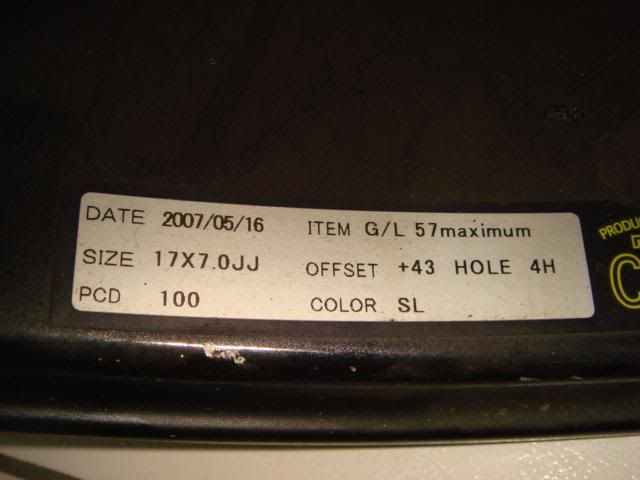 DATE 2007/05/16 ITEM G/L 57maximum
SIZE 17X7.0JJ OFFSET +43 HOLE 4H
PCD 100 COLOR SL